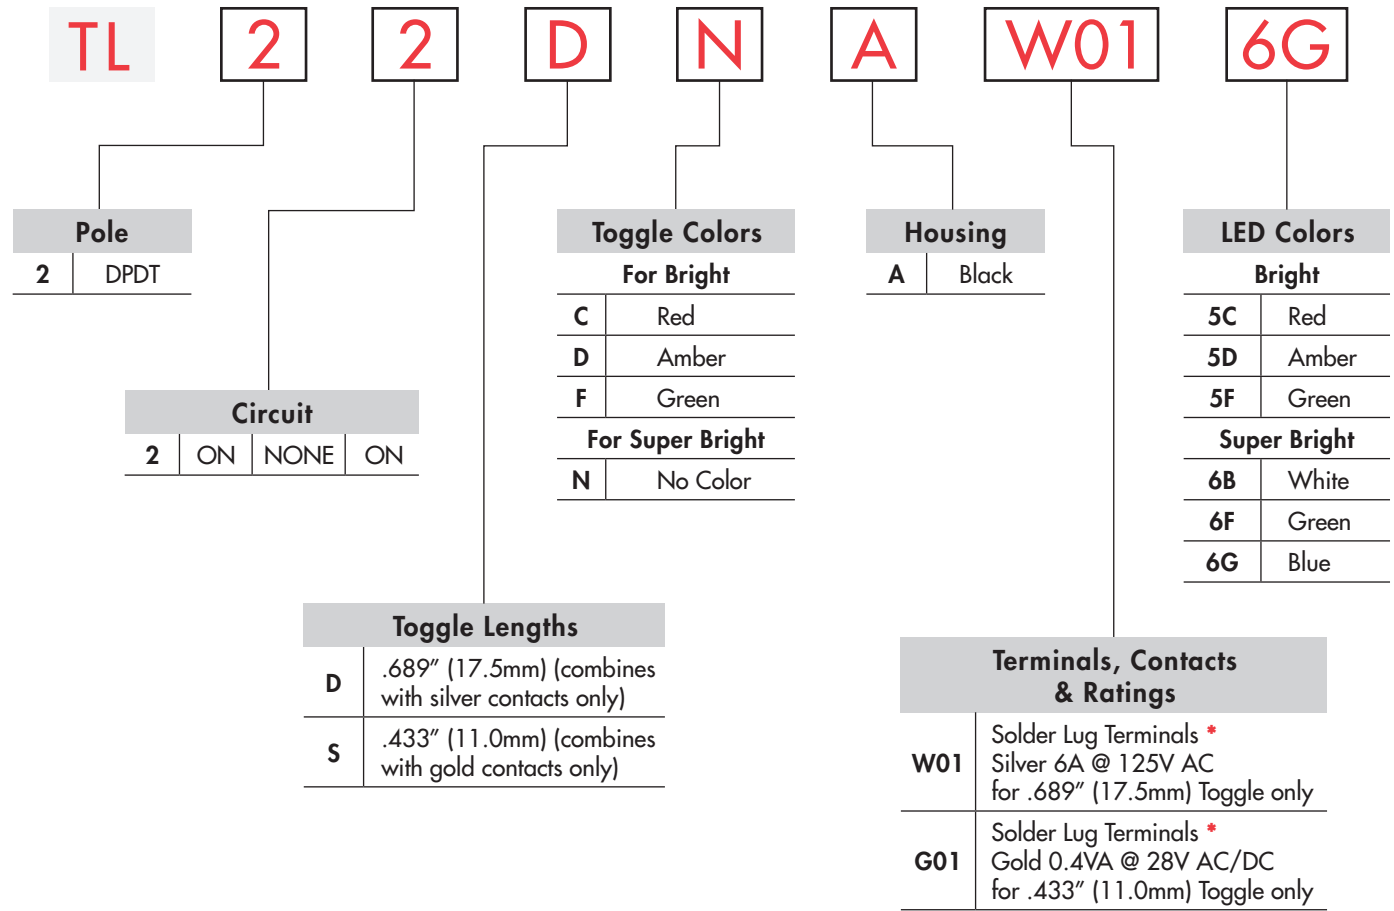 TL 2 2 D N A W01 6G
Pole
2 DPDT
Circuit
2 ON NONE ON
Toggle Lengths
D .689” (17.5mm) (combines
with silver contacts only)
S .433” (11.0mm) (combines
with gold contacts only)
Toggle Colors
For Bright
C Red
D Amber
F Green
For Super Bright
N No Color
Housing
A Black
Terminals, Contacts
& Ratings
W01 Solder Lug Terminals *
Silver 6A @ 125V AC
for .689” (17.5mm) Toggle only
G01 Solder Lug Terminals *
Gold 0.4VA @ 28V AC/DC
for .433” (11.0mm) Toggle only
LED Colors
Bright
5C Red
5D Amber
5F Green
Super Bright
6B White
6F Green
6G Blue